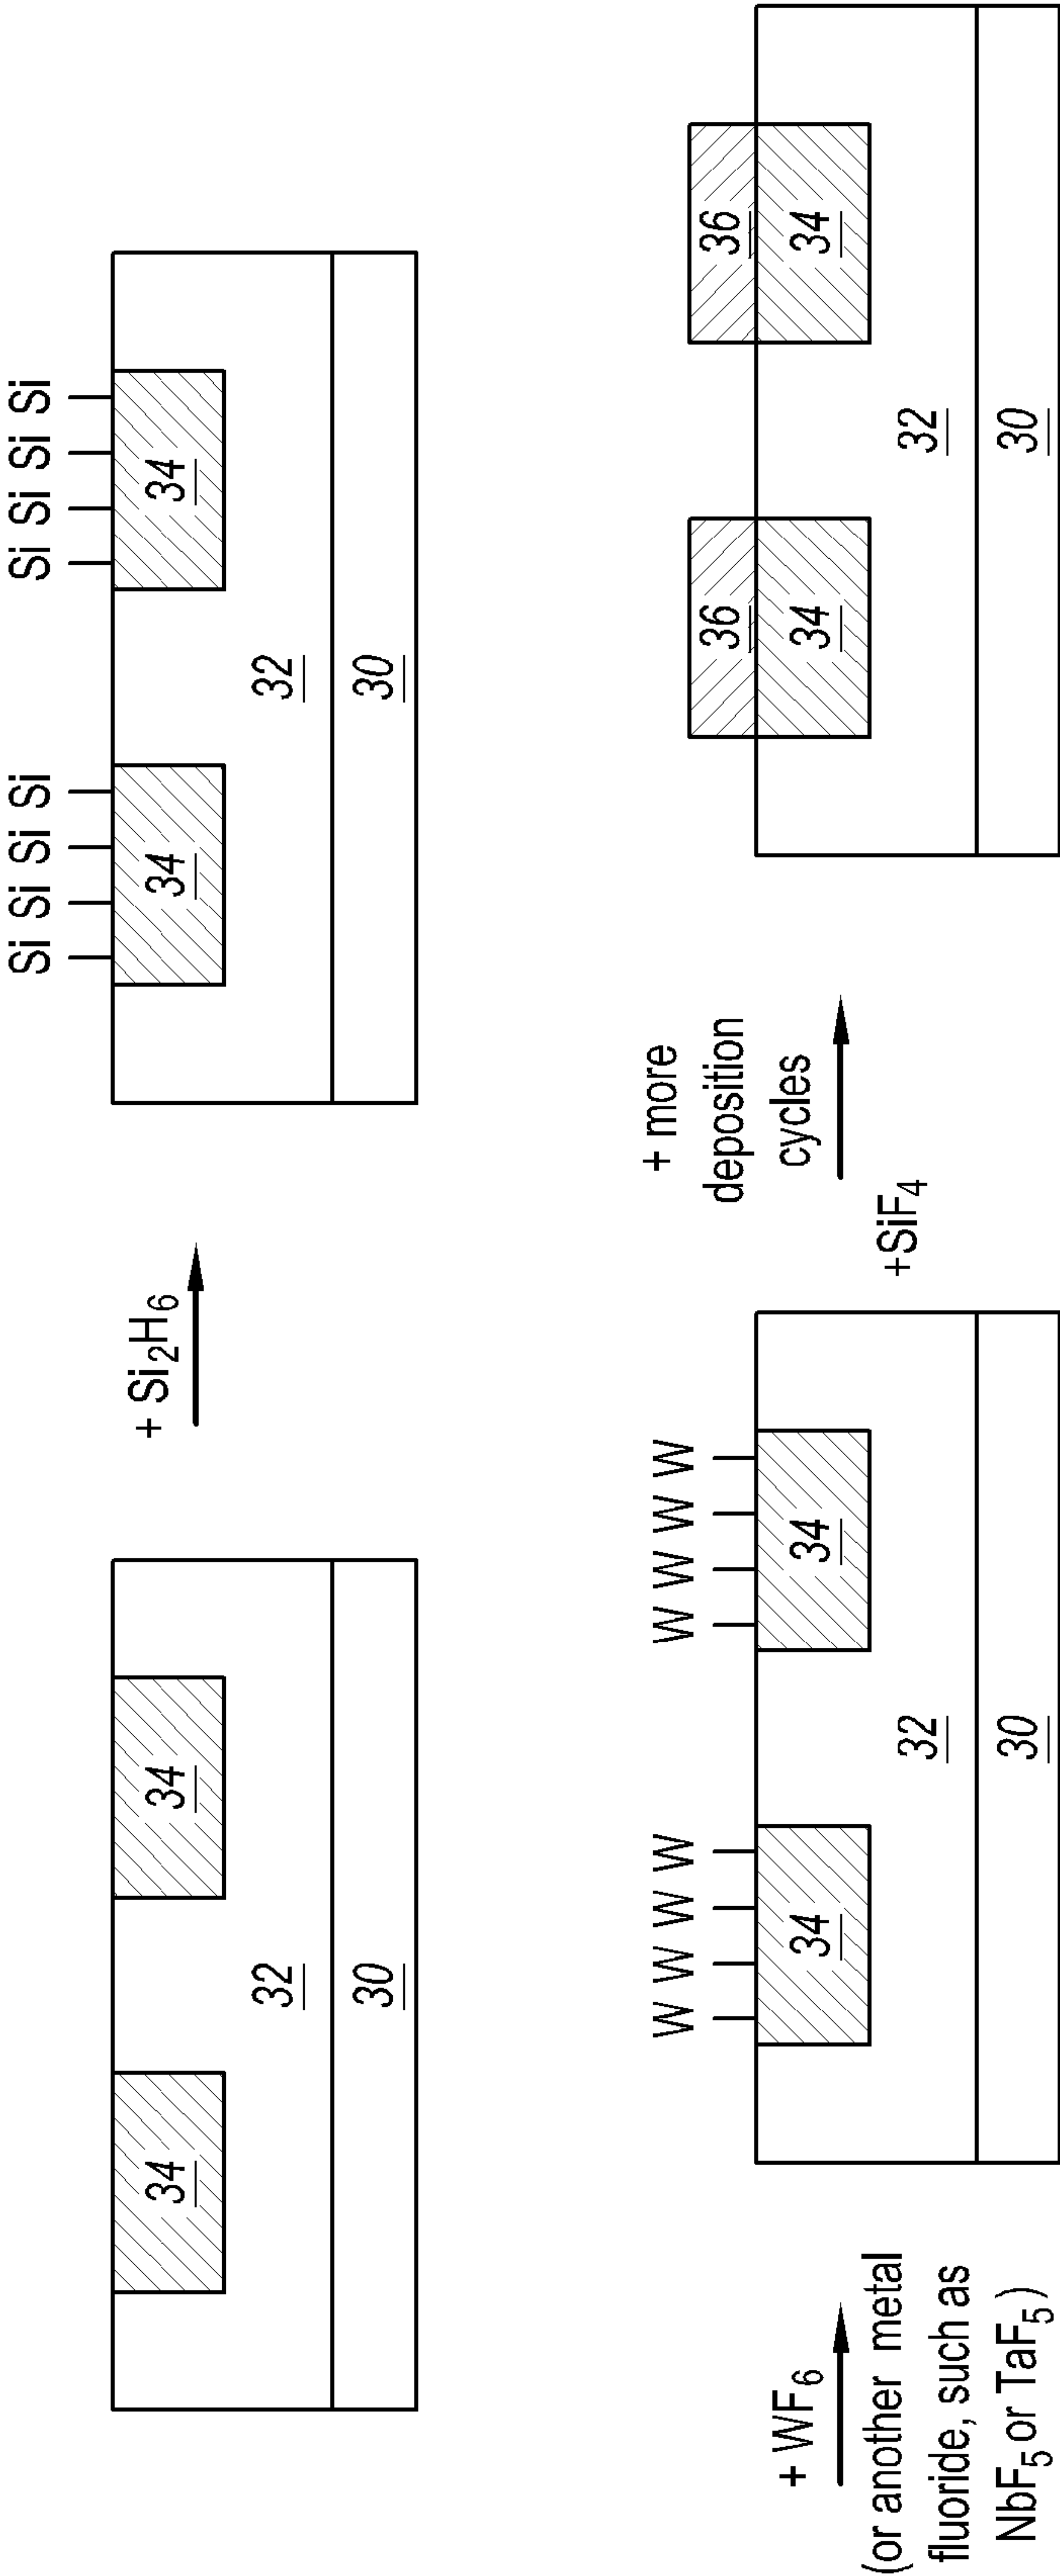 34
34
32
30
+ Si₂H₆
Si Si Si Si
Si Si Si Si
34
34
32
30
+ WF₆
(or another metal
fluoride, such as
NbF₅ or TaF₅)
W W W W
W W W W
34
34
32
30
+ more
deposition
cycles
+SiF₄
36
36
34
34
32
30